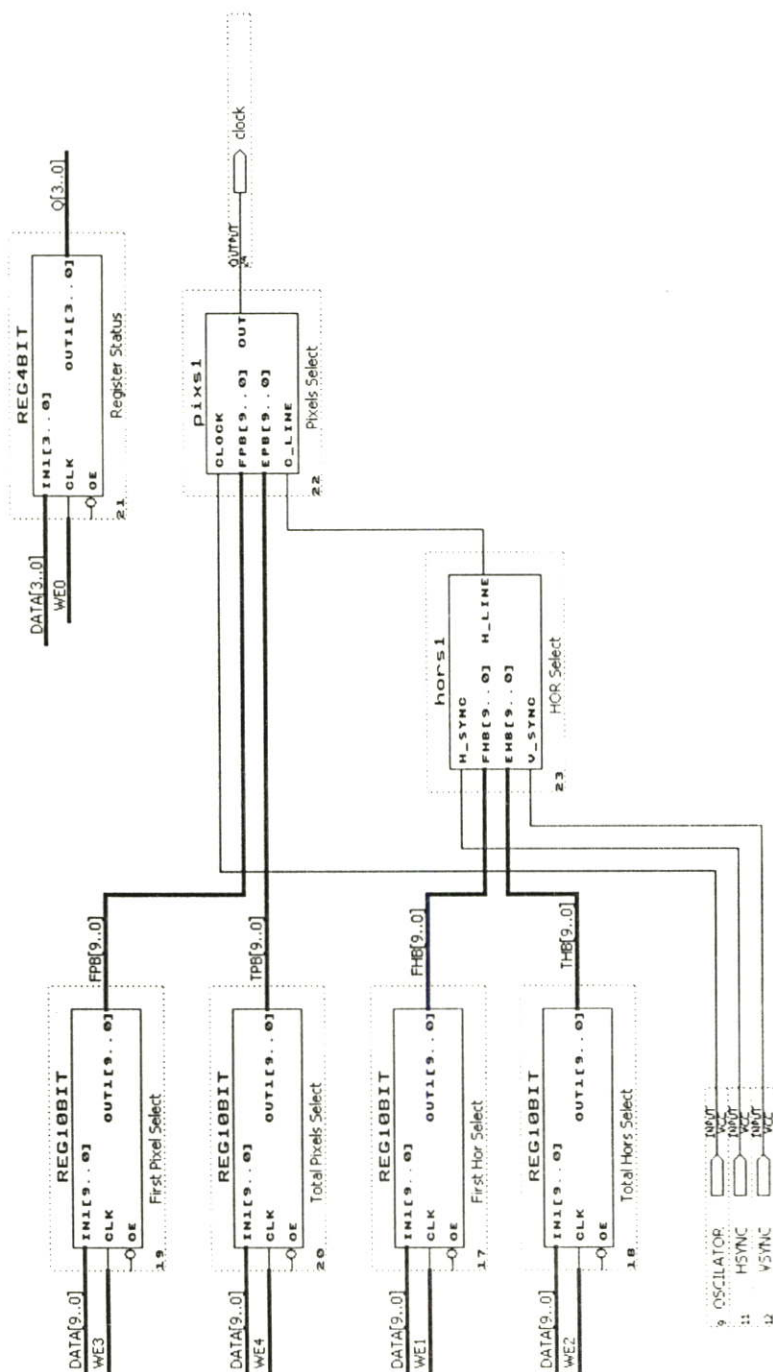 DATA[9..0]
WE3
REG10BIT
IN1[9..0]
CLK
OUT1[9..0]
OE
19
First Pixel Select
FPB[9..0]
DATA[9..0]
WE4
REG10BIT
IN1[9..0]
CLK
OUT1[9..0]
OE
20
Total Pixels Select
TPB[9..0]
DATA[9..0]
WE1
REG10BIT
IN1[9..0]
CLK
OUT1[9..0]
OE
17
First Hor Select
FHB[9..0]
DATA[9..0]
WE2
REG10BIT
IN1[9..0]
CLK
OUT1[9..0]
OE
18
Total Hors Select
THB[9..0]
9 OSCILATOR INPUT VCC
11 HSYNC INPUT VCC
12 VSYNC INPUT VCC
hors1
H_SYNC
FHB[9..0] H_LINE
EHB[9..0]
V_SYNC
23
HOR Select
pixs1
CLOCK
FPB[9..0] OUT
EPB[9..0]
C_LINE
22
Pixels Select
OUTPUT
clock
DATA[3..0]
WE0
REG4BIT
IN1[3..0]
CLK
OUT1[3..0]
OE
21
Register Status
Q[3..0]